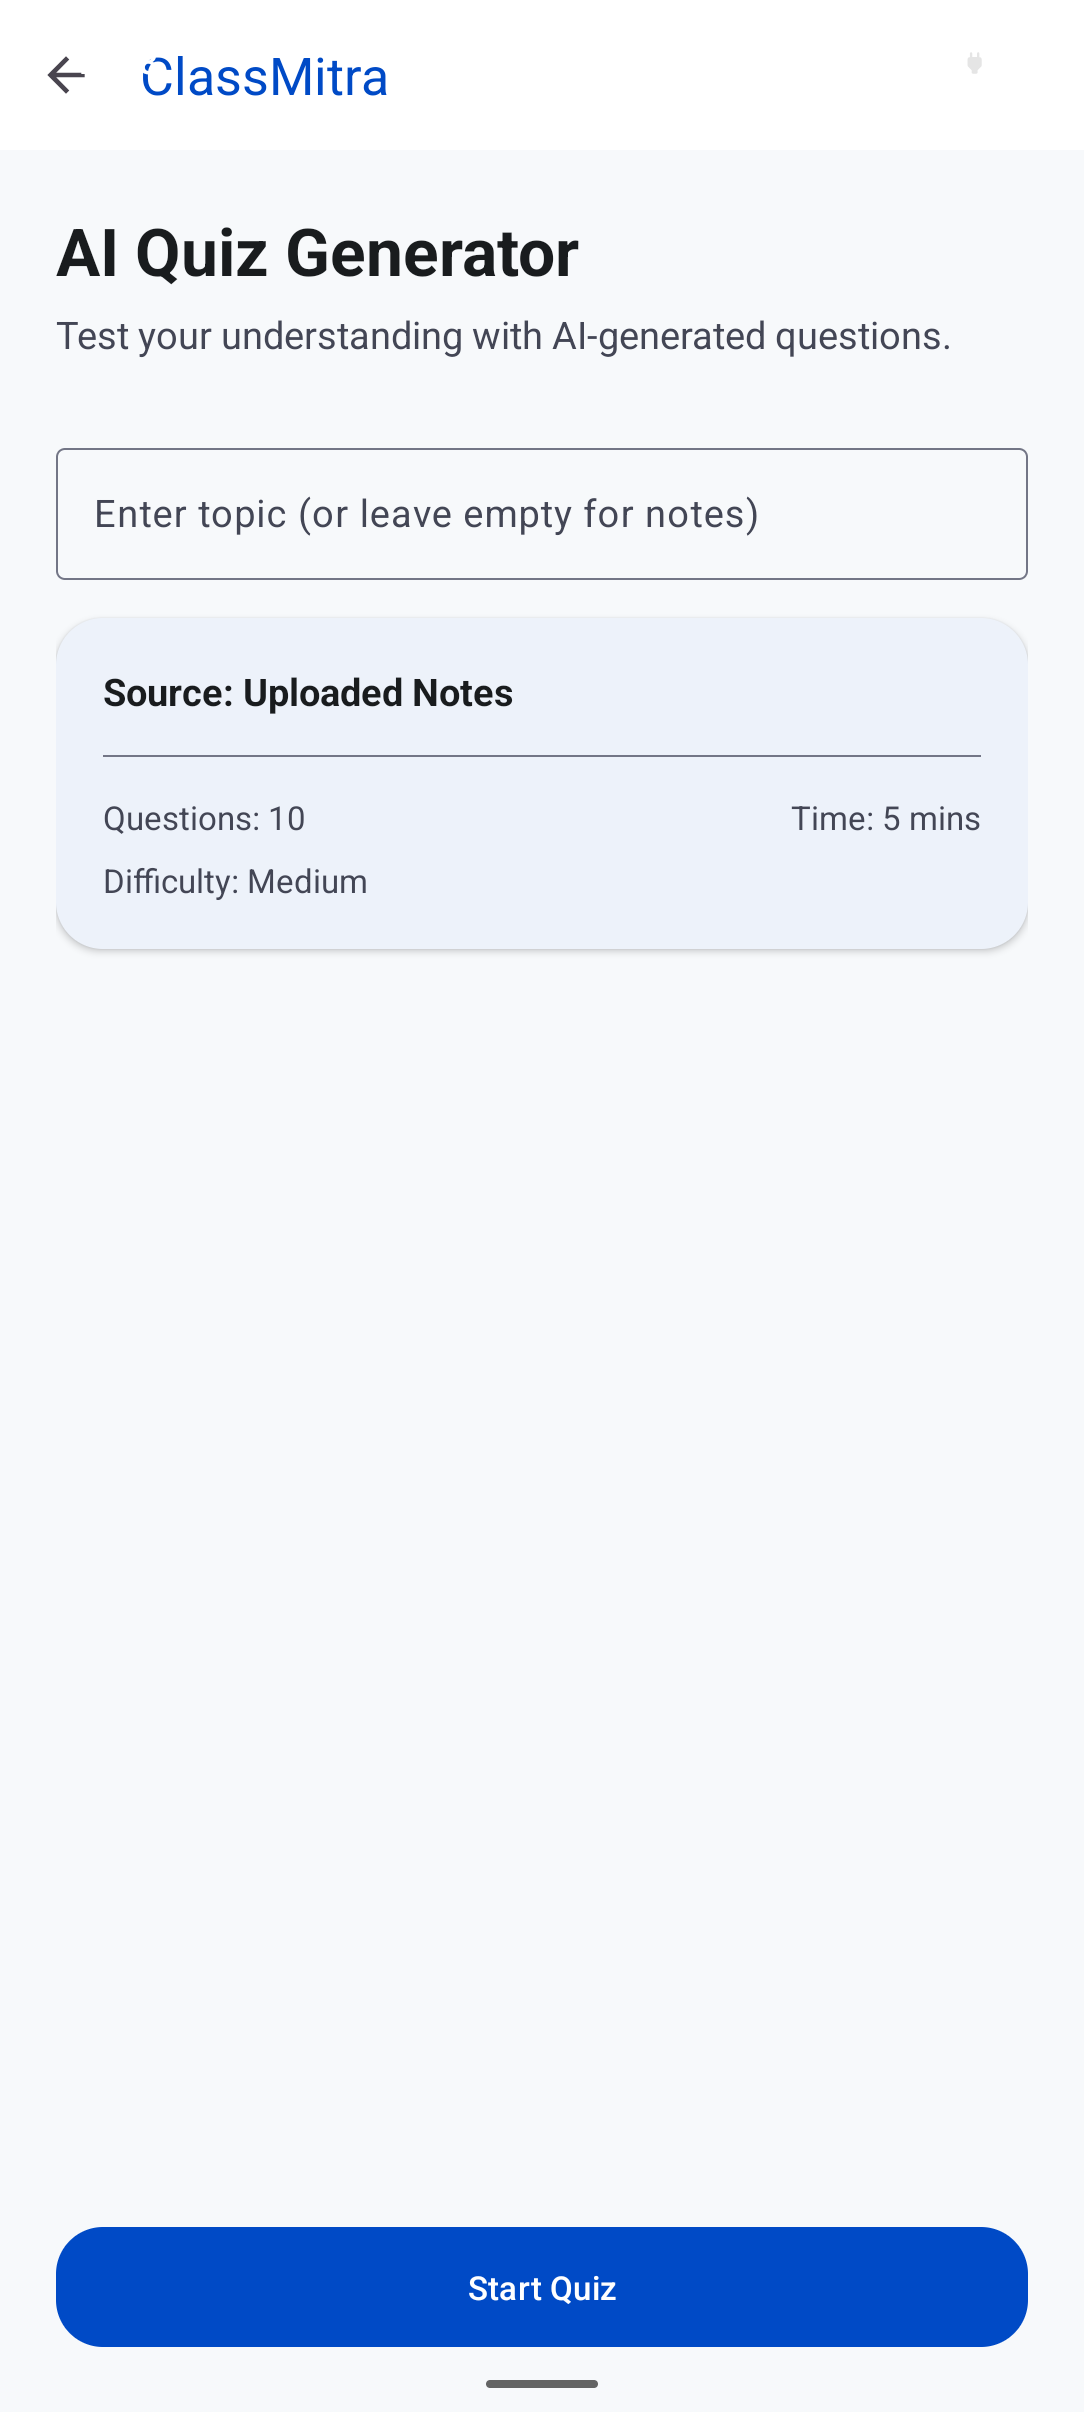 ClassMitra
AI Quiz Generator
Test your understanding with AI-generated questions.
Enter topic (or leave empty for notes)
Source: Uploaded Notes
Questions: 10
Time: 5 mins
Difficulty: Medium
Start Quiz